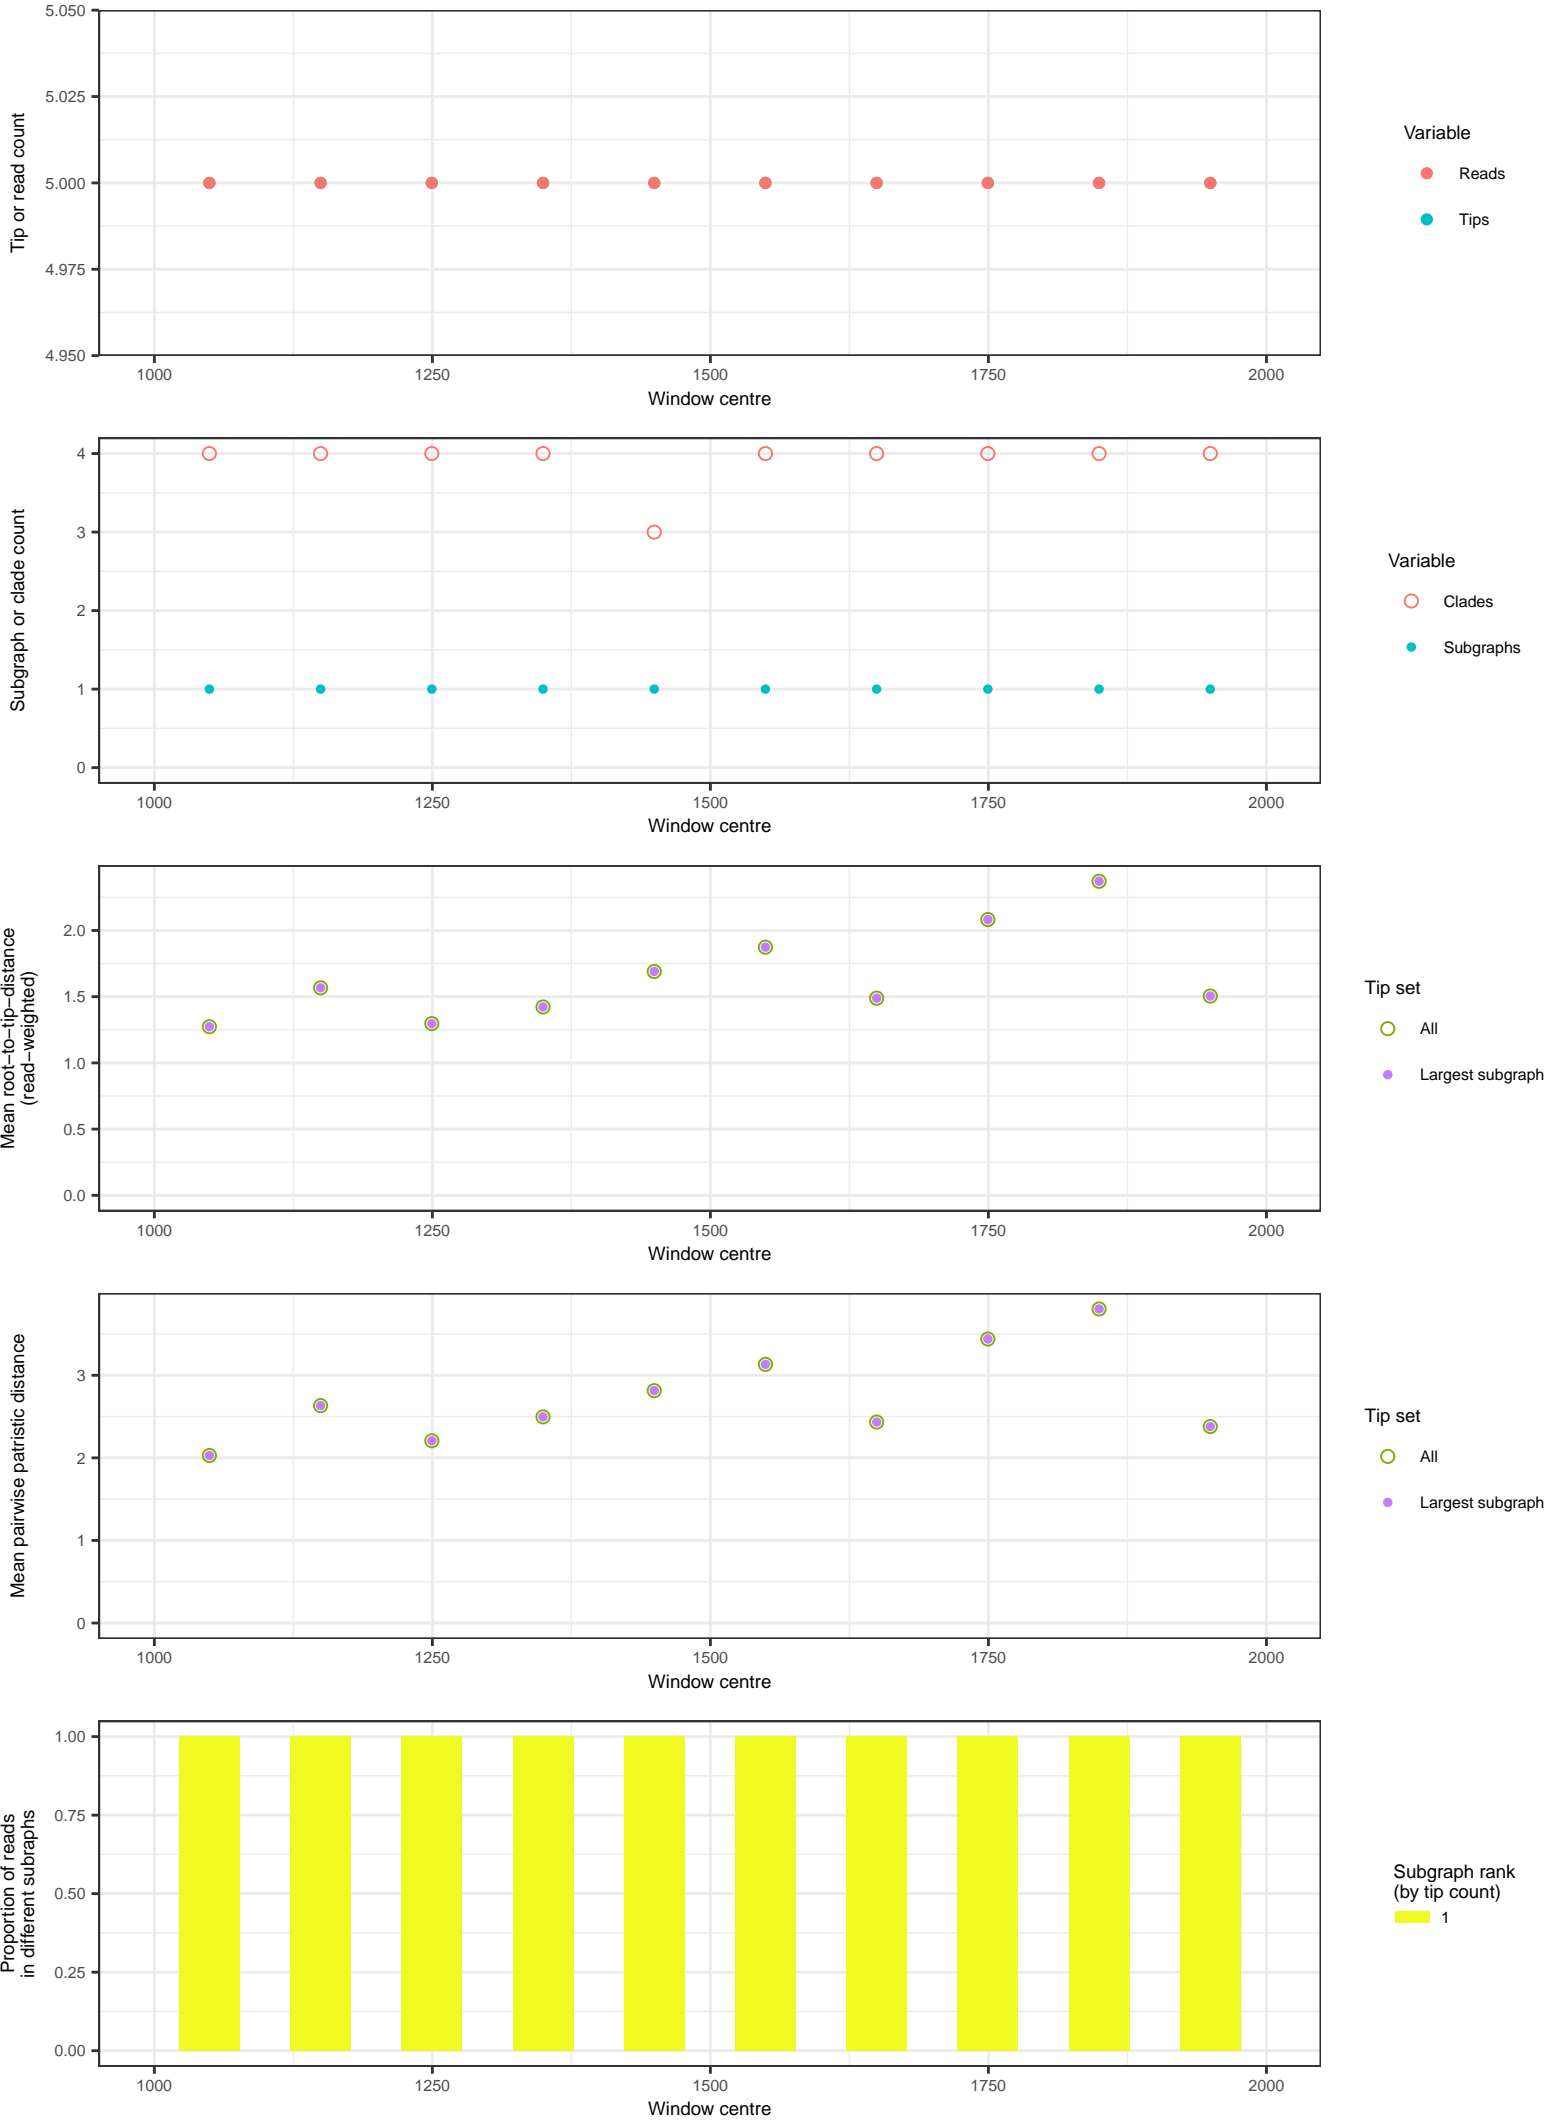 5.050
5.025
5.000
4.975
4.950
Tip or read count
1000 1250 1500 1750 2000
Window centre
Variable
Reads
Tips
4
3
2
1
0
Subgraph or clade count
1000 1250 1500 1750 2000
Window centre
Variable
Clades
Subgraphs
2.0
1.5
1.0
0.5
0.0
Mean root−to−tip−distance
(read−weighted)
1000 1250 1500 1750 2000
Window centre
Tip set
All
Largest subgraph
3
2
1
0
Mean pairwise patristic distance
1000 1250 1500 1750 2000
Window centre
Tip set
All
Largest subgraph
1.00
0.75
0.50
0.25
0.00
Proportion of reads
in different subraphs
1000 1250 1500 1750 2000
Window centre
Subgraph rank
(by tip count)
1